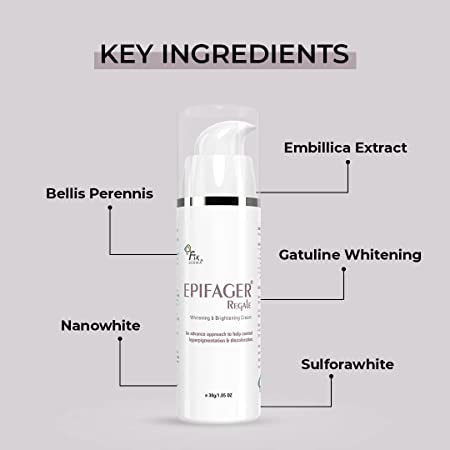 KEY INGREDIENTS
Embillica Extract
Bellis Perennis
Gatuline Whitening
Nanowhite
Sulforawhite
Fix
EPIFAGER®
REGALE
Whitening & Brightening Cream
An advance approach to help control
hyperpigmentation & discoloration
e 30g/1.05 OZ